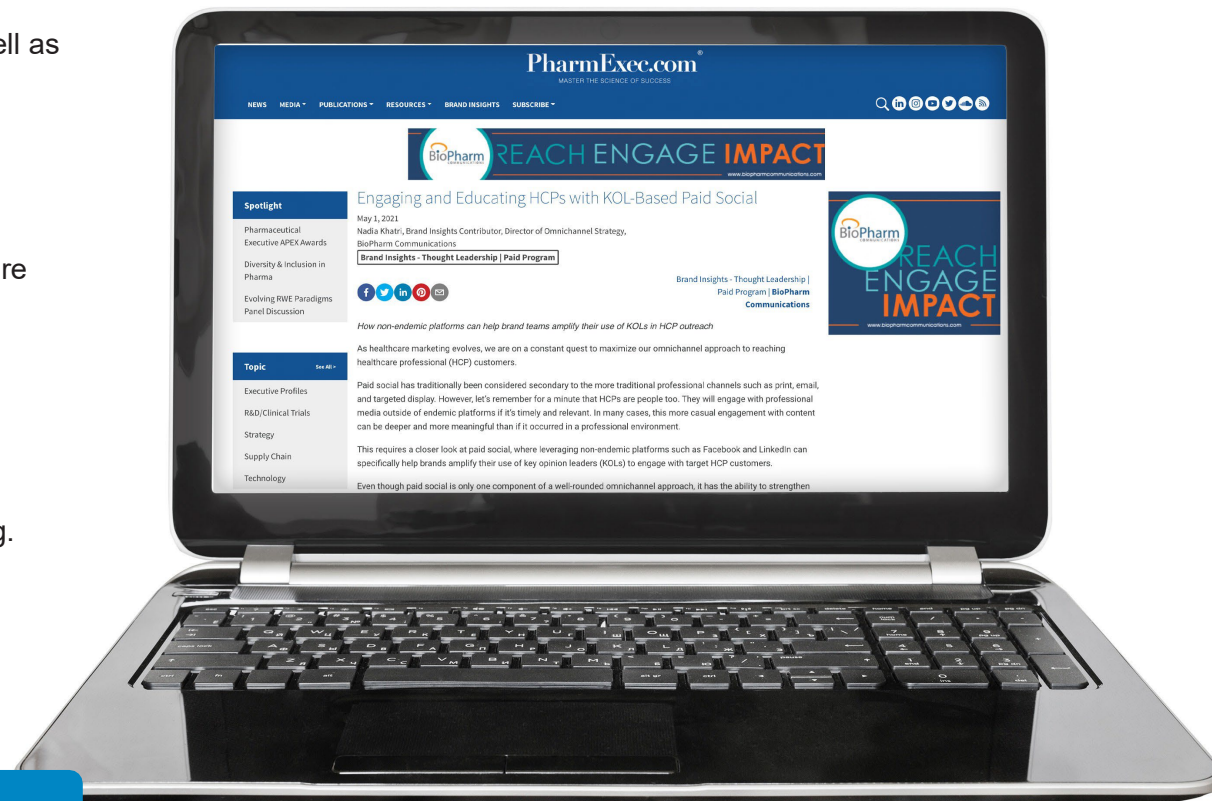 ell as
re
g.
PharmExec.com®
MASTER THE SCIENCE OF SUCCESS
NEWS MEDIA PUBLICATIONS RESOURCES BRAND INSIGHTS SUBSCRIBE
BioPharm
COMMUNICATIONS
REACH ENGAGE IMPACT
www.biopharmcommunications.com
Spotlight
Pharmaceutical
Executive APEX Awards
Diversity & Inclusion in
Pharma
Evolving RWE Paradigms
Panel Discussion
Topic See All >
Executive Profiles
R&D/Clinical Trials
Strategy
Supply Chain
Technology
Engaging and Educating HCPs with KOL-Based Paid Social
May 1, 2021
Nadia Khatri, Brand Insights Contributor, Director of Omnichannel Strategy,
BioPharm Communications
Brand Insights - Thought Leadership | Paid Program
Brand Insights - Thought Leadership |
Paid Program | BioPharm
Communications
How non-endemic platforms can help brand teams amplify their use of KOLs in HCP outreach
As healthcare marketing evolves, we are on a constant quest to maximize our omnichannel approach to reaching
healthcare professional (HCP) customers.
Paid social has traditionally been considered secondary to the more traditional professional channels such as print, email,
and targeted display. However, let's remember for a minute that HCPs are people too. They will engage with professional
media outside of endemic platforms if it's timely and relevant. In many cases, this more casual engagement with content
can be deeper and more meaningful than if it occurred in a professional environment.
This requires a closer look at paid social, where leveraging non-endemic platforms such as Facebook and LinkedIn can
specifically help brands amplify their use of key opinion leaders (KOLs) to engage with target HCP customers.
Even though paid social is only one component of a well-rounded omnichannel approach, it has the ability to strengthen
BioPharm
COMMUNICATIONS
REACH
ENGAGE
IMPACT
www.biopharmcommunications.com